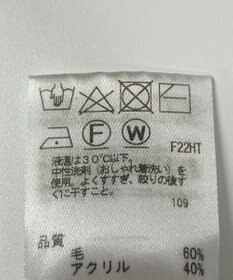 F W F22HT
液温は30℃以下。
中性洗剤(おしゃれ着洗い)を
使用。よくすすぎ、絞りの後す
ぐに干すこと。
109
品質
毛 60%
アクリル 40%